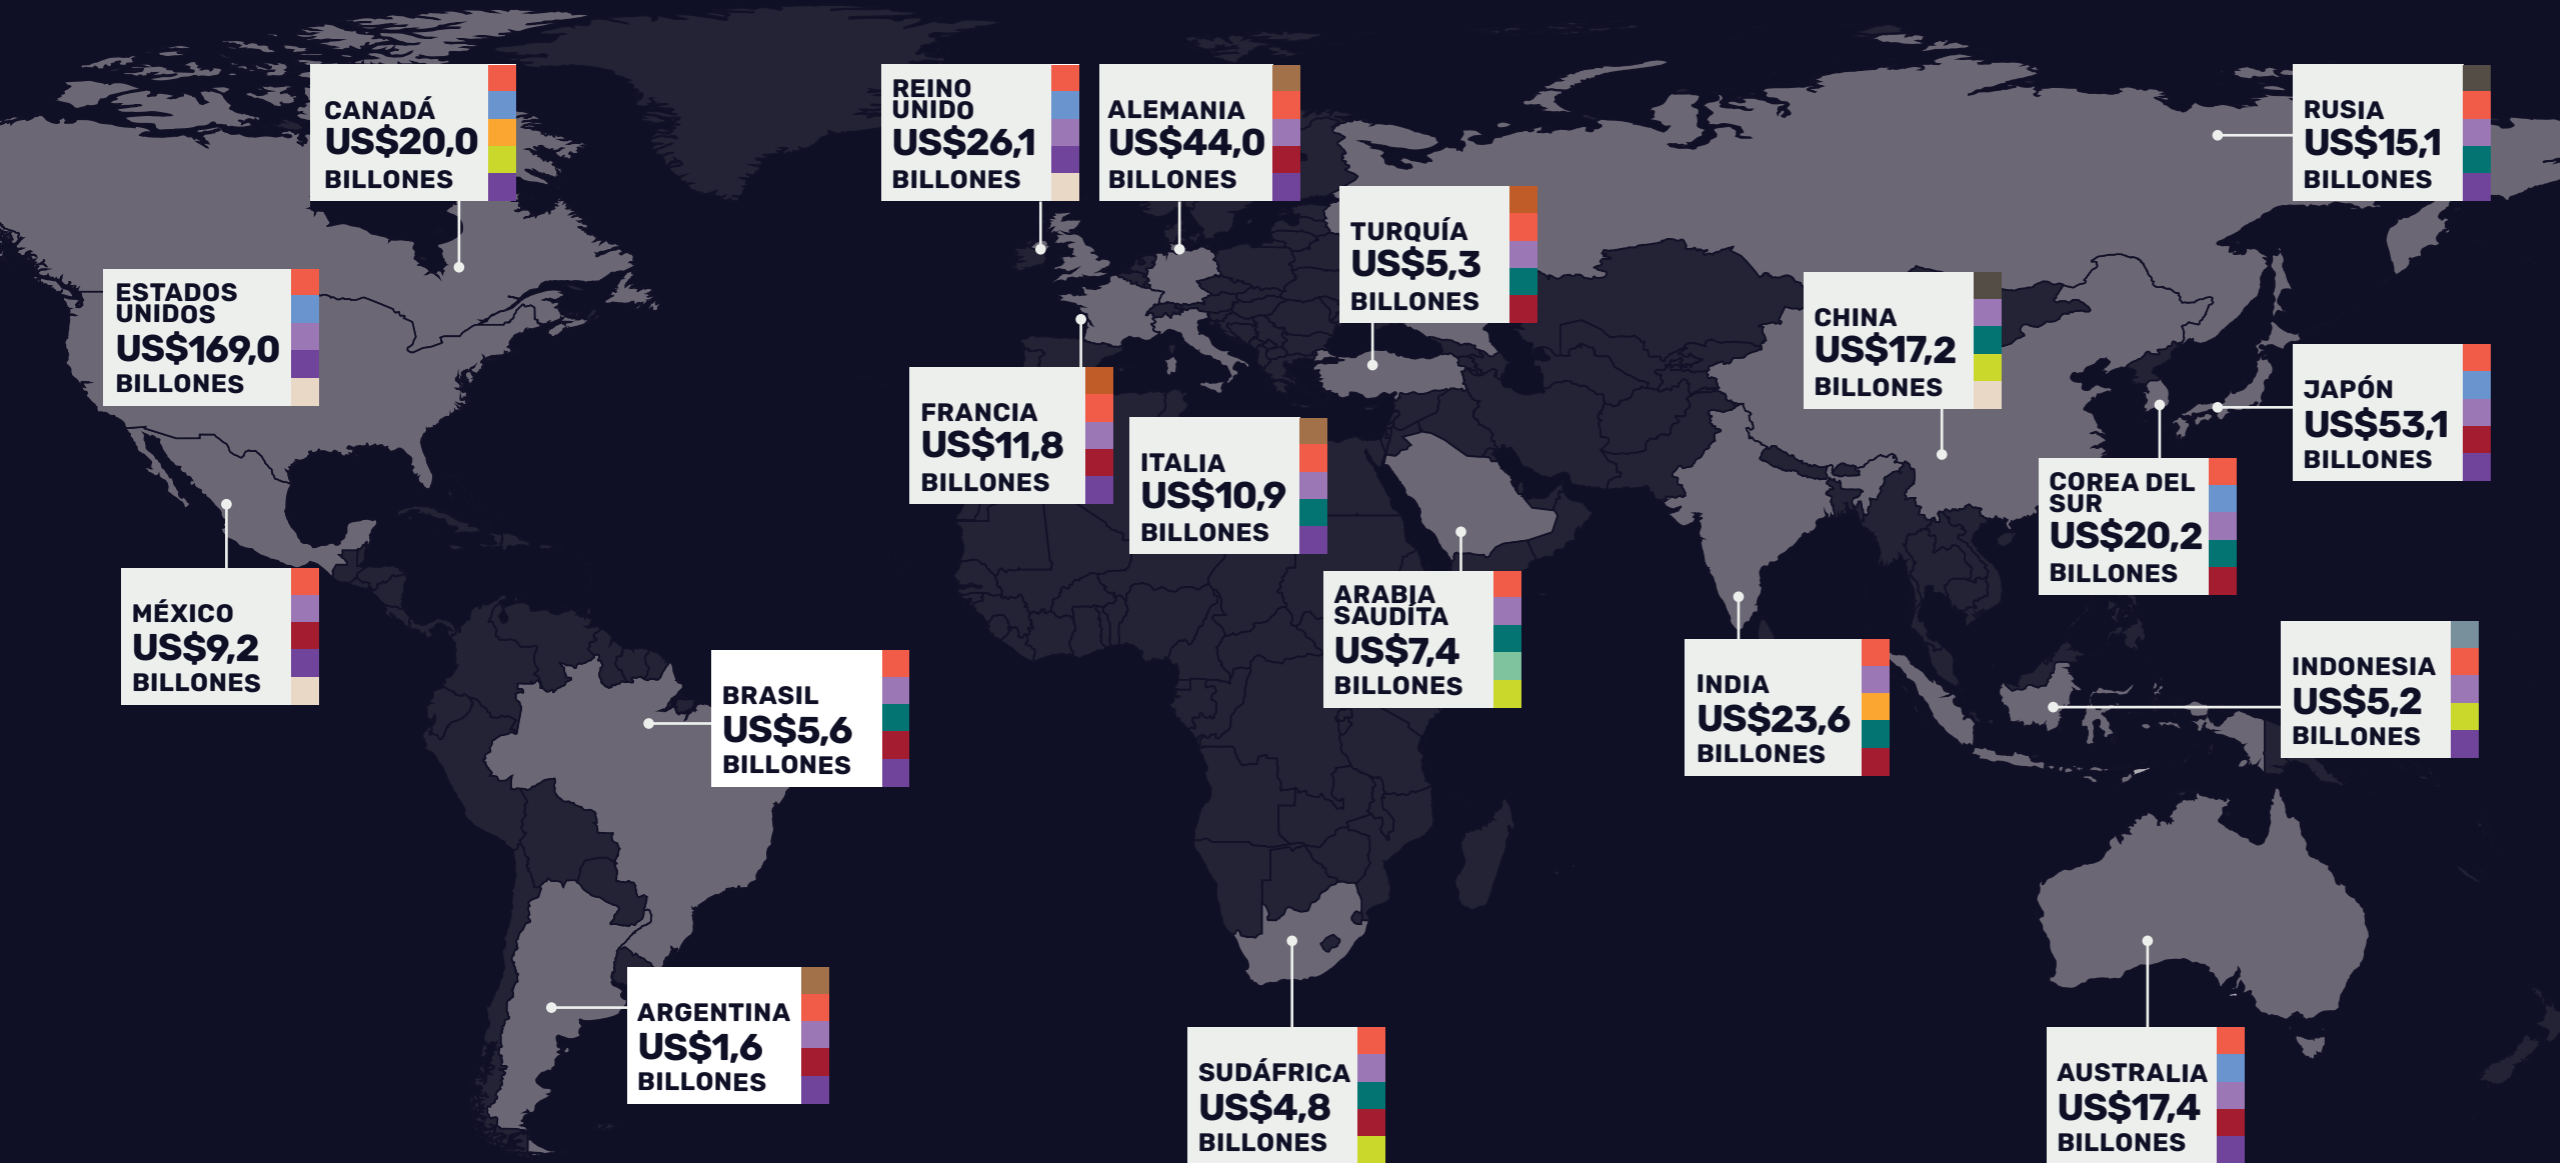 CANADÁ
US$20,0
BILLONES
REINO
UNIDO
US$26,1
BILLONES
ALEMANIA
US$44,0
BILLONES
RUSIA
US$15,1
BILLONES
TURQUÍA
US$5,3
BILLONES
ESTADOS
UNIDOS
US$169,0
BILLONES
CHINA
US$17,2
BILLONES
FRANCIA
US$11,8
BILLONES
ITALIA
US$10,9
BILLONES
JAPÓN
US$53,1
BILLONES
COREA DEL
SUR
US$20,2
BILLONES
MÉXICO
US$9,2
BILLONES
ARABIA
SAUDÍTA
US$7,4
BILLONES
BRASIL
US$5,6
BILLONES
INDIA
US$23,6
BILLONES
INDONESIA
US$5,2
BILLONES
ARGENTINA
US$1,6
BILLONES
SUDÁFRICA
US$4,8
BILLONES
AUSTRALIA
US$17,4
BILLONES